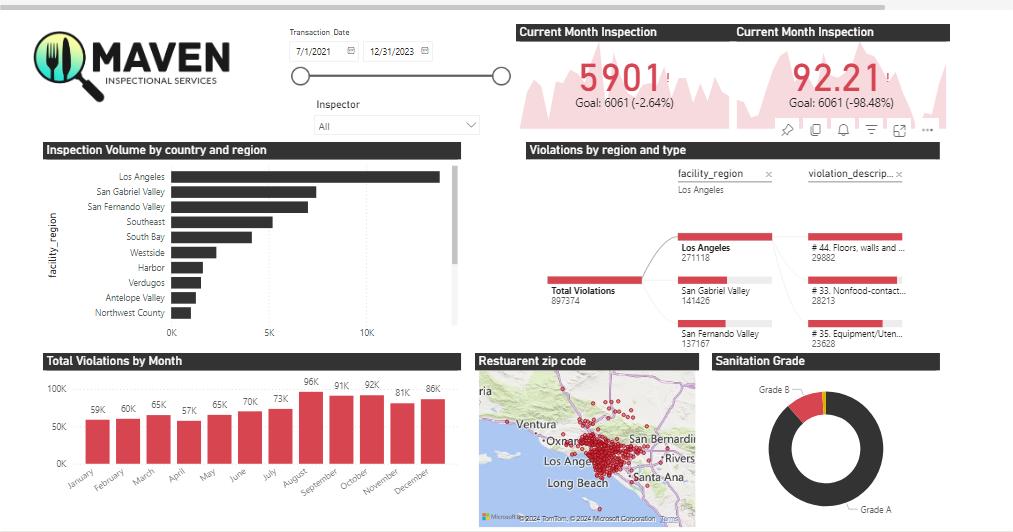 MAVEN
INSPECTIONAL SERVICES
Transaction Date
7/1/2021
12/31/2023
Inspector
All
Current Month Inspection
5901!
Goal: 6061 (-2.64%)
Current Month Inspection
92.21!
Goal: 6061 (-98.48%)
Inspection Volume by country and region
facility_region
Los Angeles
San Gabriel Valley
San Fernando Valley
Southeast
South Bay
Westside
Harbor
Verdugos
Antelope Valley
Northwest County
0K 5K 10K
Violations by region and type
facility_region
Los Angeles
violation_descrip...
Total Violations
897374
Los Angeles
271118
San Gabriel Valley
141426
San Fernando Valley
137167
# 44. Floors, walls and ...
29882
# 33. Nonfood-contact...
28213
# 35. Equipment/Uten...
23628
Total Violations by Month
100K
50K
0K
59K 60K 65K 57K 65K 70K 73K 96K 91K 92K 81K 86K
January February March April May June July August September October November December
Restuarent zip code
ria
Ventura
Oxna
San Bernardin
Los Ange
Rivers
Santa Ana
Long Beach
© 2024 TomTom, © 2024 Microsoft Corporation Terms
Sanitation Grade
Grade B
Grade A